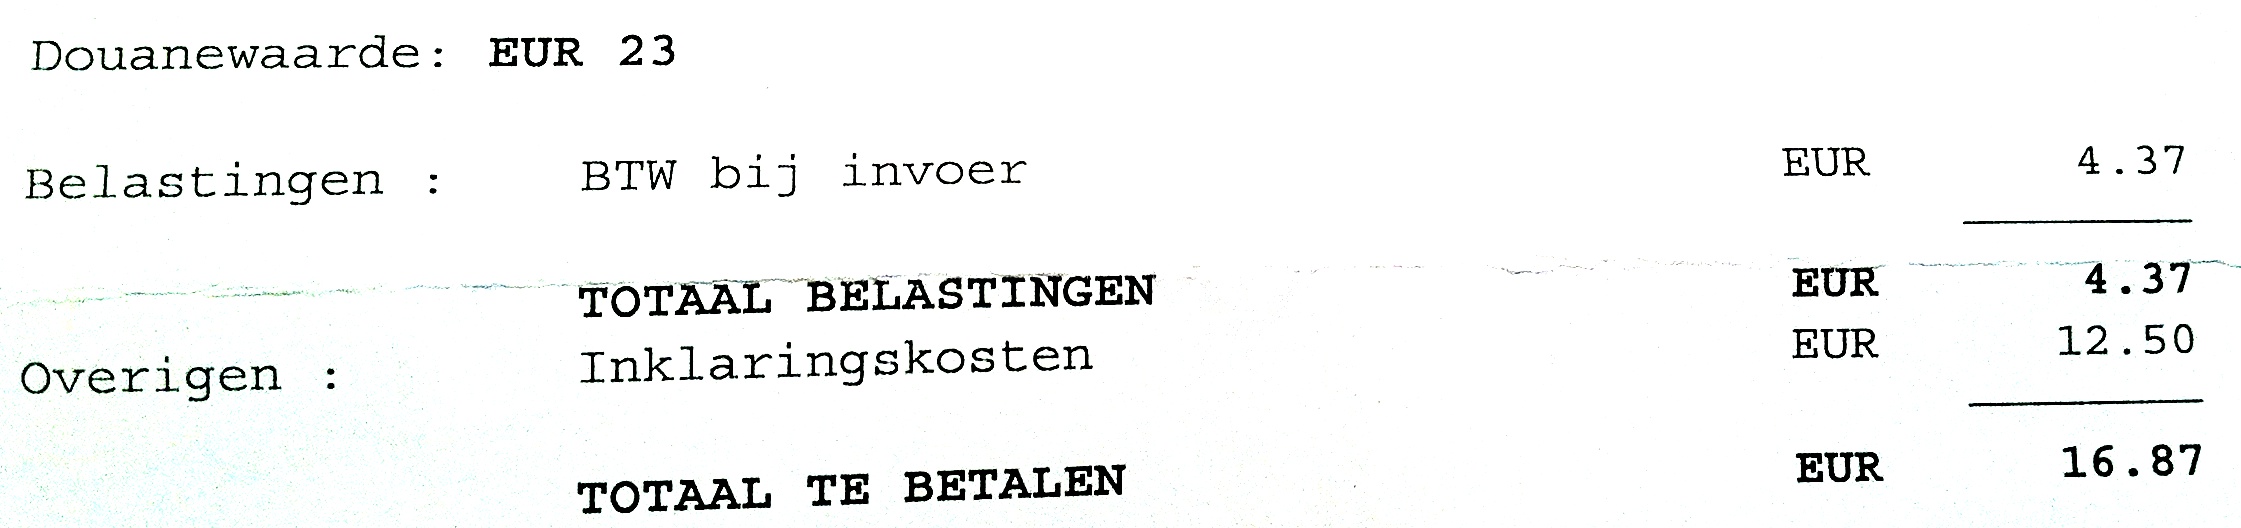 Douanewaarde: EUR 23
Belastingen : BTW bij invoer EUR 4.37
TOTAAL BELASTINGEN EUR 4.37
Overigen : Inklaringskosten EUR 12.50
TOTAAL TE BETALEN EUR 16.87